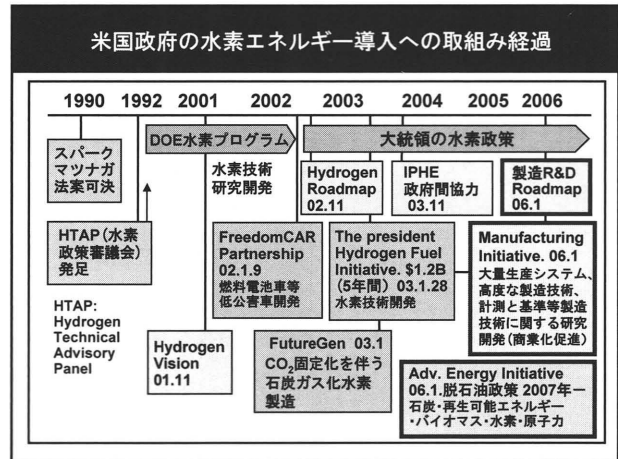 米国政府の水素エネルギー導入への取組み経過
1990 1992 2001 2002 2003 2004 2005 2006
DOE水素プログラム
大統領の水素政策
スパーク
マツナガ
法案可決
水素技術
研究開発
Hydrogen
Roadmap
02.11
IPHE
政府間協力
03.11
製造R&D
Roadmap
06.1
HTAP(水素
政策審議会)
発足
FreedomCAR
Partnership
02.1.9
燃料電池車等
低公害車開発
The president
Hydrogen Fuel
Initiative. $1.2B
(5年間) 03.1.28
水素技術開発
Manufacturing
Initiative. 06.1
大量生産システム、
高度な製造技術、
計測と基準等製造
技術に関する研究
開発(商業化促進)
HTAP:
Hydrogen
Technical
Advisory
Panel
Hydrogen
Vision
01.11
FutureGen 03.1
CO₂固定化を伴う
石炭ガス化水素
製造
Adv. Energy Initiative
06.1.脱石油政策 2007年ー
石炭・再生可能エネルギー
・バイオマス・水素・原子力